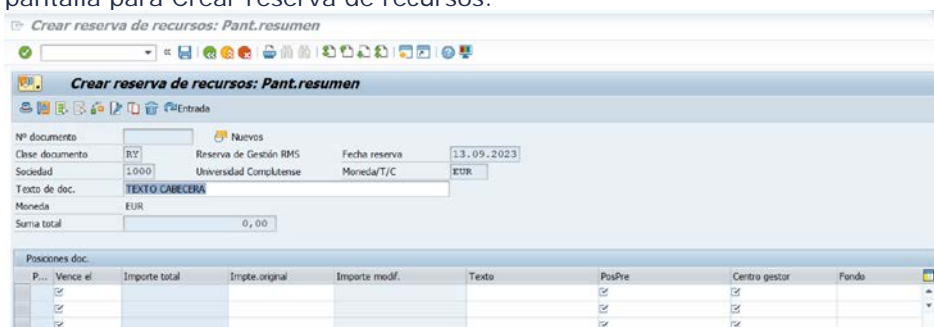 pantalla para Crear reserva de recursos:
Crear reserva de recursos: Pant.resumen
Crear reserva de recursos: Pant.resumen
Entrada
Nº documento Nuevos
Clase documento RY Reserva de Gestión RMS Fecha reserva 13.09.2023
Sociedad 1000 Universidad Complutense Moneda/T/C EUR
Texto de doc. TEXTO CABECERA
Moneda EUR
Suma total 0,00
Posiciones doc.
P... Vence el Importe total Impte.original Importe modif. Texto PosPre Centro gestor Fondo